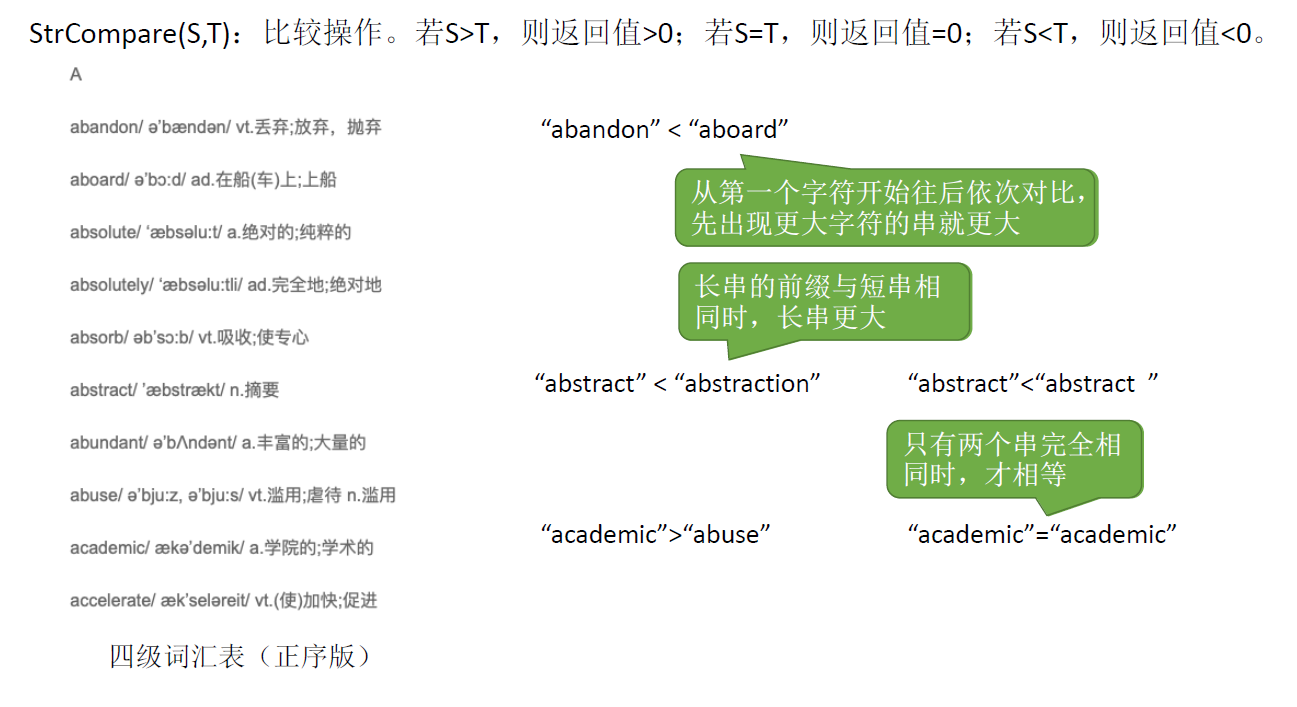 StrCompare(S,T)：比较操作。若S>T，则返回值>0；若S=T，则返回值=0；若S<T，则返回值<0。
A
abandon/ ə’bændən/ vt.丢弃;放弃，抛弃
aboard/ ə’bɔ:d/ ad.在船(车)上;上船
absolute/ ‘æbsəlu:t/ a.绝对的;纯粹的
absolutely/ ‘æbsəlu:tli/ ad.完全地;绝对地
absorb/ əb’sɔ:b/ vt.吸收;使专心
abstract/ ’æbstrækt/ n.摘要
abundant/ ə’bΛndənt/ a.丰富的;大量的
abuse/ ə’bju:z, ə’bju:s/ vt.滥用;虐待 n.滥用
academic/ ækə’demik/ a.学院的;学术的
accelerate/ æk’seləreit/ vt.(使)加快;促进
四级词汇表（正序版）
“abandon” < “aboard”
从第一个字符开始往后依次对比，
先出现更大字符的串就更大
长串的前缀与短串相
同时，长串更大
“abstract” < “abstraction”
“abstract”<“abstract  ”
只有两个串完全相
同时，才相等
“academic”>“abuse”
“academic”=“academic”